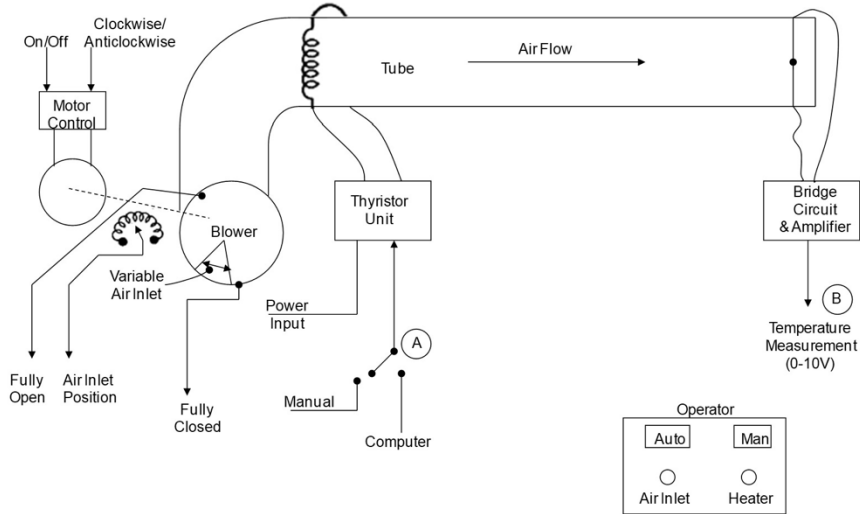 Clockwise/
Anticlockwise
On/Off
Motor
Control
Tube
Air Flow
Blower
Variable
Air Inlet
Thyristor
Unit
Bridge
Circuit
& Amplifier
Power
Input
A
B
Temperature
Measurement
(0-10V)
Fully
Open
Air Inlet
Position
Fully
Closed
Manual
Computer
Operator
Auto
Man
Air Inlet
Heater